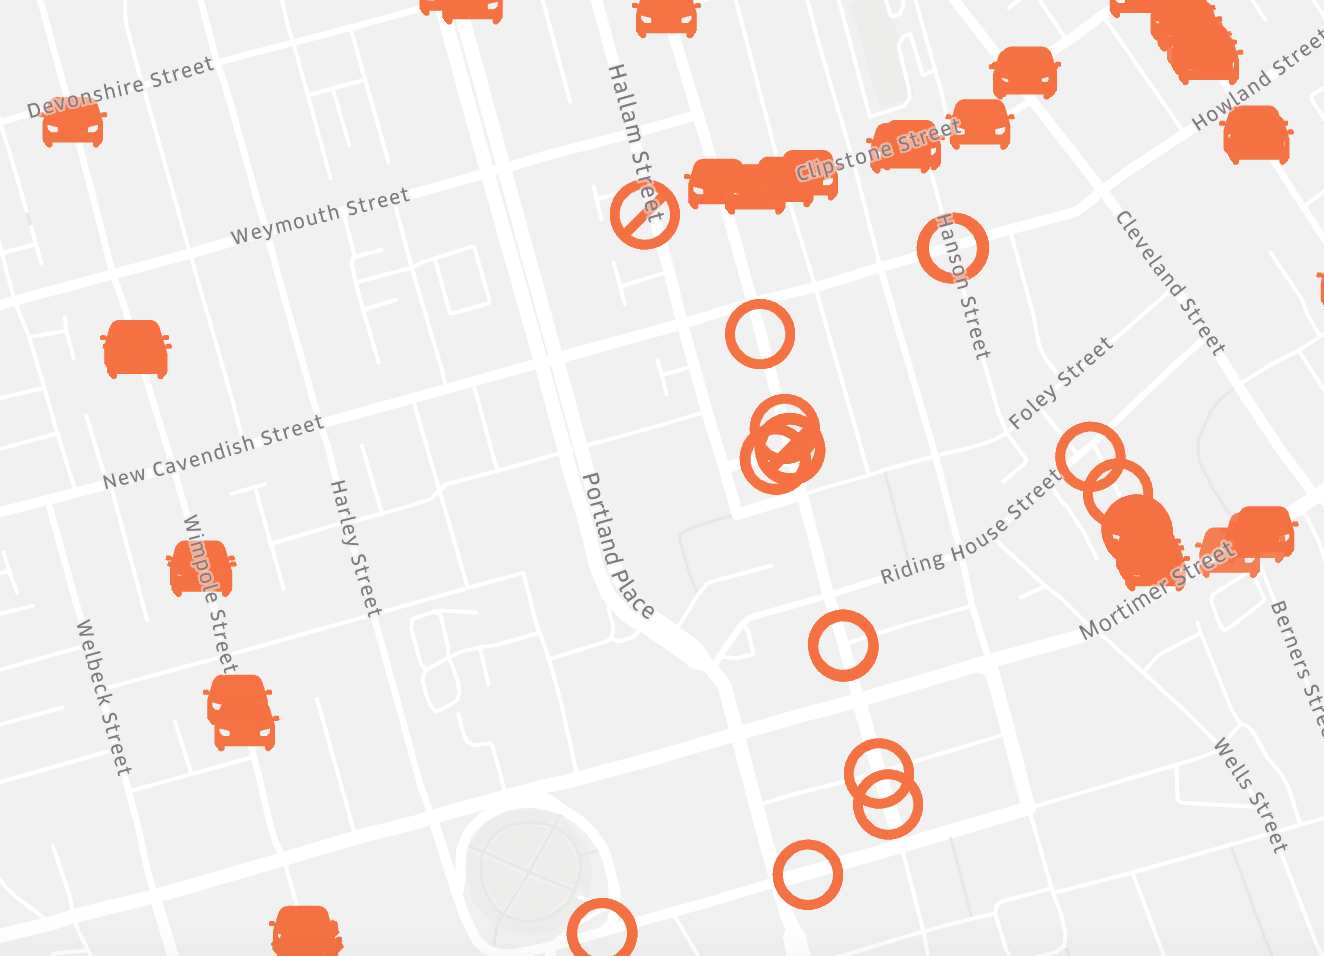 Devonshire Street
Hallam Street
Howland Street
Clipstone Street
Weymouth Street
Hanson Street
Cleveland Street
Foley Street
New Cavendish Street
Harley Street
Portland Place
Riding House Street
Wimpole Street
Mortimer Street
Welbeck Street
Berners Stre
Wells Street